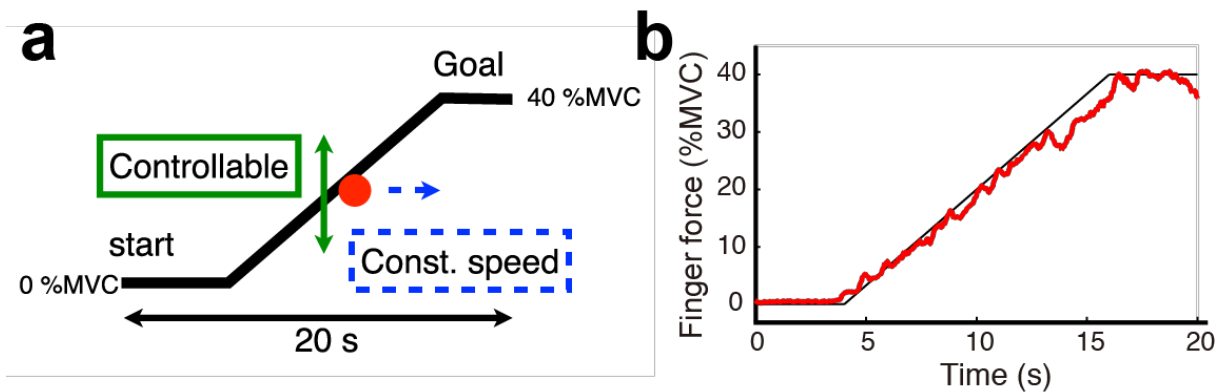 a
Goal
40 %MVC
Controllable
start
0 %MVC
Const. speed
20 s
b
Finger force (%MVC)
40
30
20
10
0
0 5 10 15 20
Time (s)